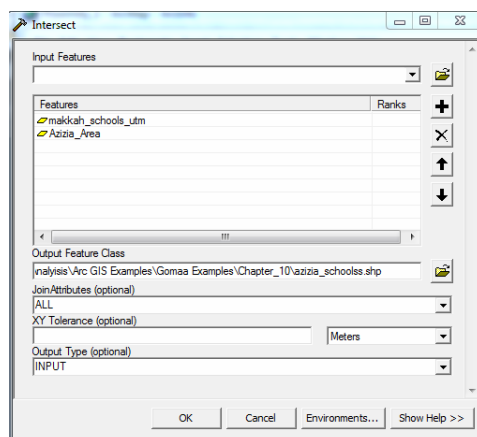 Intersect
Input Features
Features Ranks
makkah_schools_utm
Azizia_Area
Output Feature Class
nalyisis\Arc GIS Examples\Gomaa Examples\Chapter_10\azizia_schoolss.shp
JoinAttributes (optional)
ALL
XY Tolerance (optional)
Meters
Output Type (optional)
INPUT
OK Cancel Environments... Show Help >>